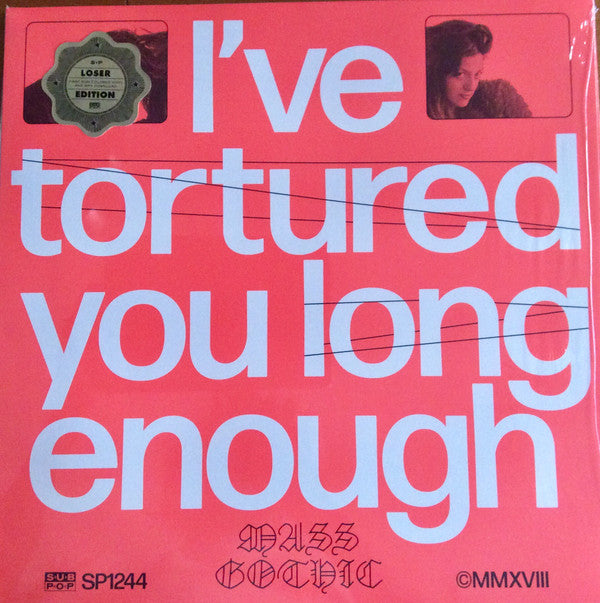 I've
S•P
LOSER
EDITION
tortured
you long
enough
MASS
GOTHIC
SUB
POP
SP1244
©MMXVIII